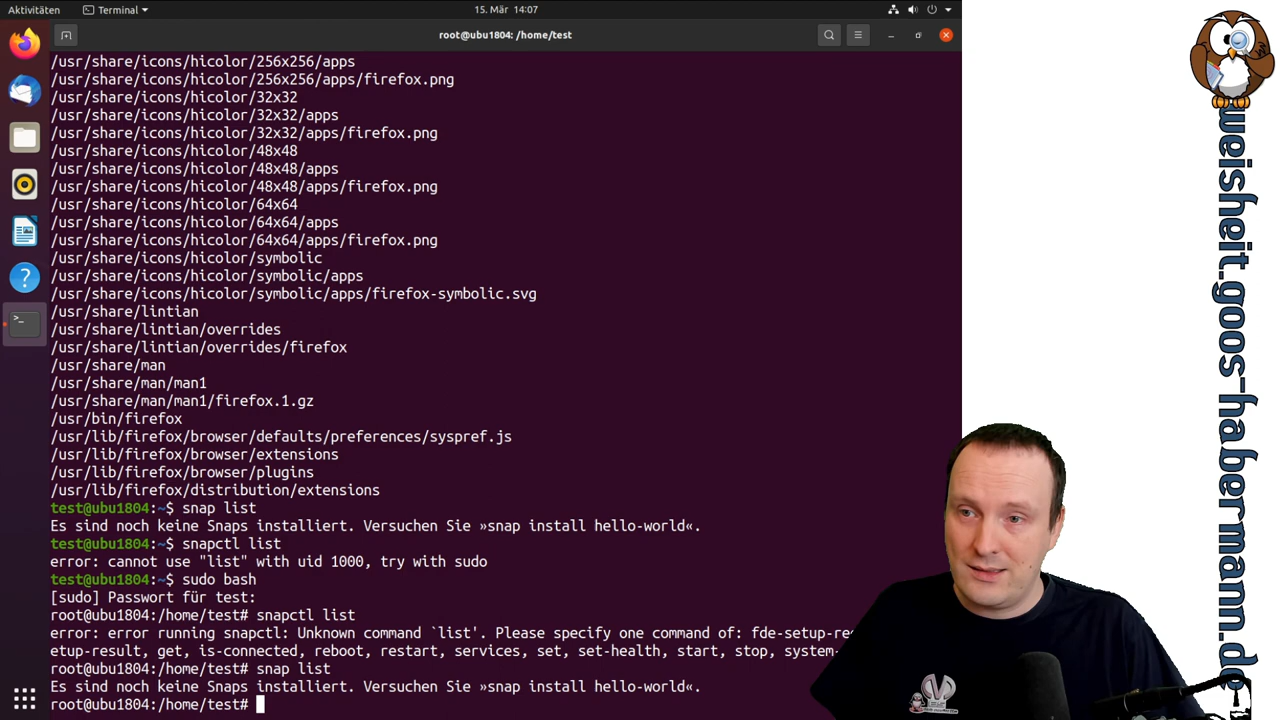 Aktivitäten
Terminal
15. Mär 14:07
root@ubu1804: /home/test
/usr/share/icons/hicolor/256x256/apps
/usr/share/icons/hicolor/256x256/apps/firefox.png
/usr/share/icons/hicolor/32x32
/usr/share/icons/hicolor/32x32/apps
/usr/share/icons/hicolor/32x32/apps/firefox.png
/usr/share/icons/hicolor/48x48
/usr/share/icons/hicolor/48x48/apps
/usr/share/icons/hicolor/48x48/apps/firefox.png
/usr/share/icons/hicolor/64x64
/usr/share/icons/hicolor/64x64/apps
/usr/share/icons/hicolor/64x64/apps/firefox.png
/usr/share/icons/hicolor/symbolic
/usr/share/icons/hicolor/symbolic/apps
/usr/share/icons/hicolor/symbolic/apps/firefox-symbolic.svg
/usr/share/lintian
/usr/share/lintian/overrides
/usr/share/lintian/overrides/firefox
/usr/share/man
/usr/share/man/man1
/usr/share/man/man1/firefox.1.gz
/usr/bin/firefox
/usr/lib/firefox/browser/defaults/preferences/syspref.js
/usr/lib/firefox/browser/extensions
/usr/lib/firefox/browser/plugins
/usr/lib/firefox/distribution/extensions
test@ubu1804:~$ snap list
Es sind noch keine Snaps installiert. Versuchen Sie »snap install hello-world«.
test@ubu1804:~$ snapctl list
error: cannot use "list" with uid 1000, try with sudo
test@ubu1804:~$ sudo bash
[sudo] Passwort für test:
root@ubu1804:/home/test# snapctl list
error: error running snapctl: Unknown command `list'. Please specify one command of: fde-setup-re
etup-result, get, is-connected, reboot, restart, services, set, set-health, start, stop, system-
root@ubu1804:/home/test# snap list
Es sind noch keine Snaps installiert. Versuchen Sie »snap install hello-world«.
root@ubu1804:/home/test#
weisheit.goos-habermann.de